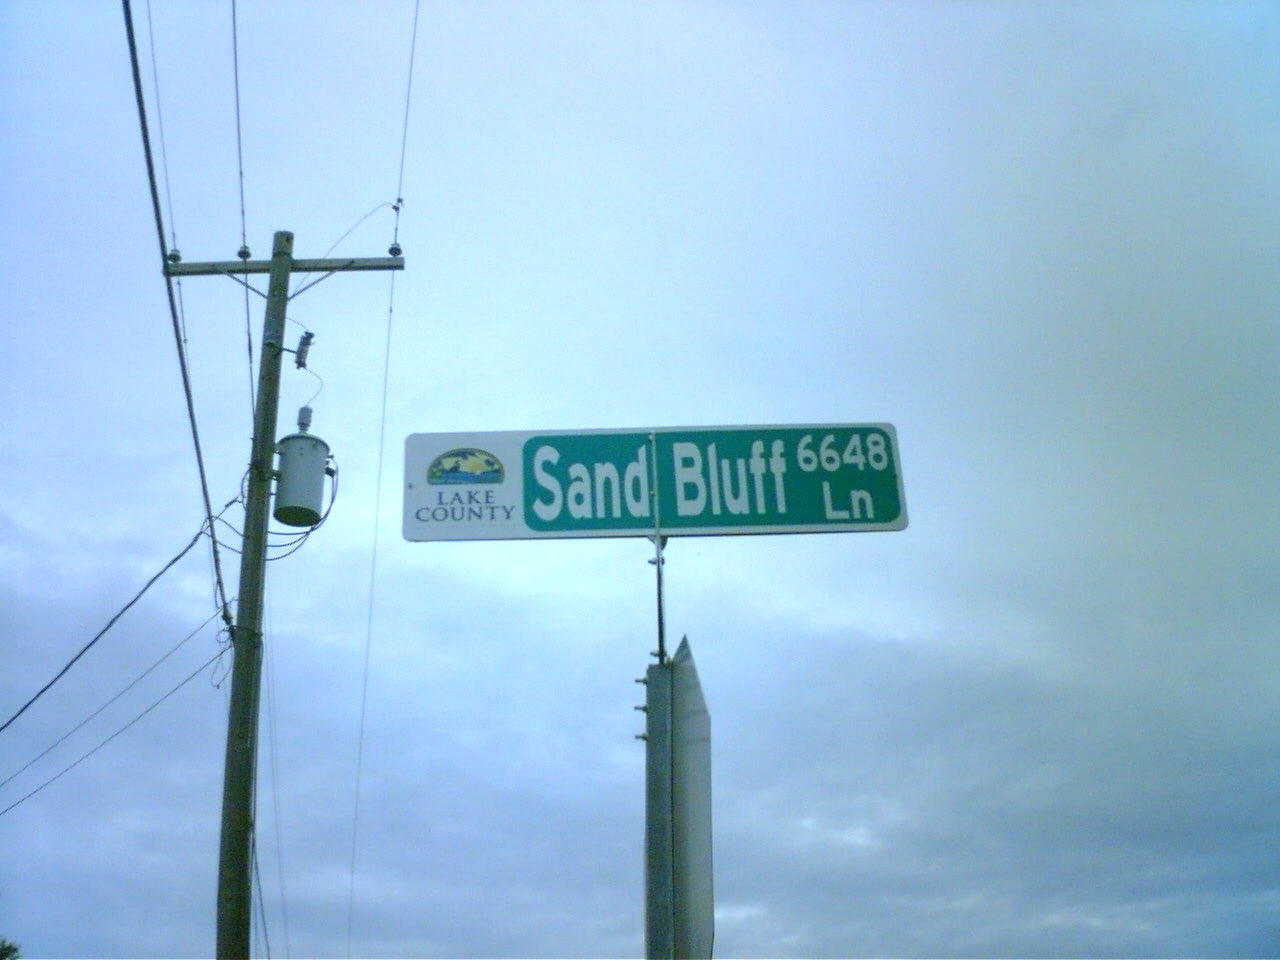 LAKE
COUNTY
Sand Bluff 6648
Ln